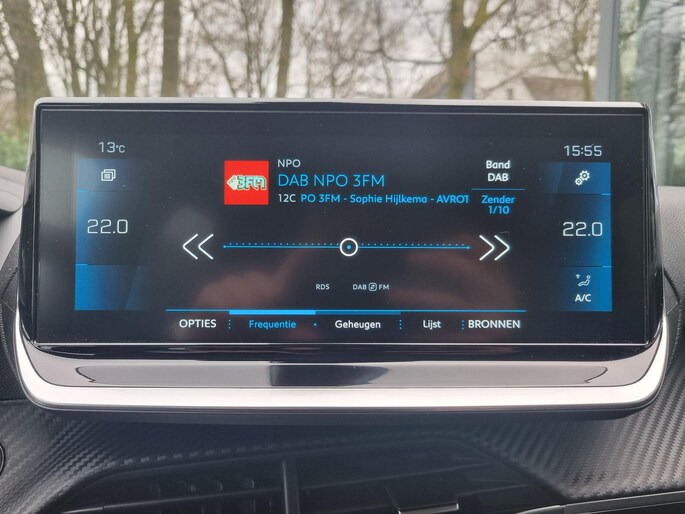 13°C
15:55
NPO
3FM
DAB NPO 3FM
12C PO 3FM - Sophie Hijlkema - AVROT
Band
DAB
Zender
1/10
22.0
22.0
A/C
RDS
DAB FM
OPTIES
Frequentie
Geheugen
Lijst
BRONNEN